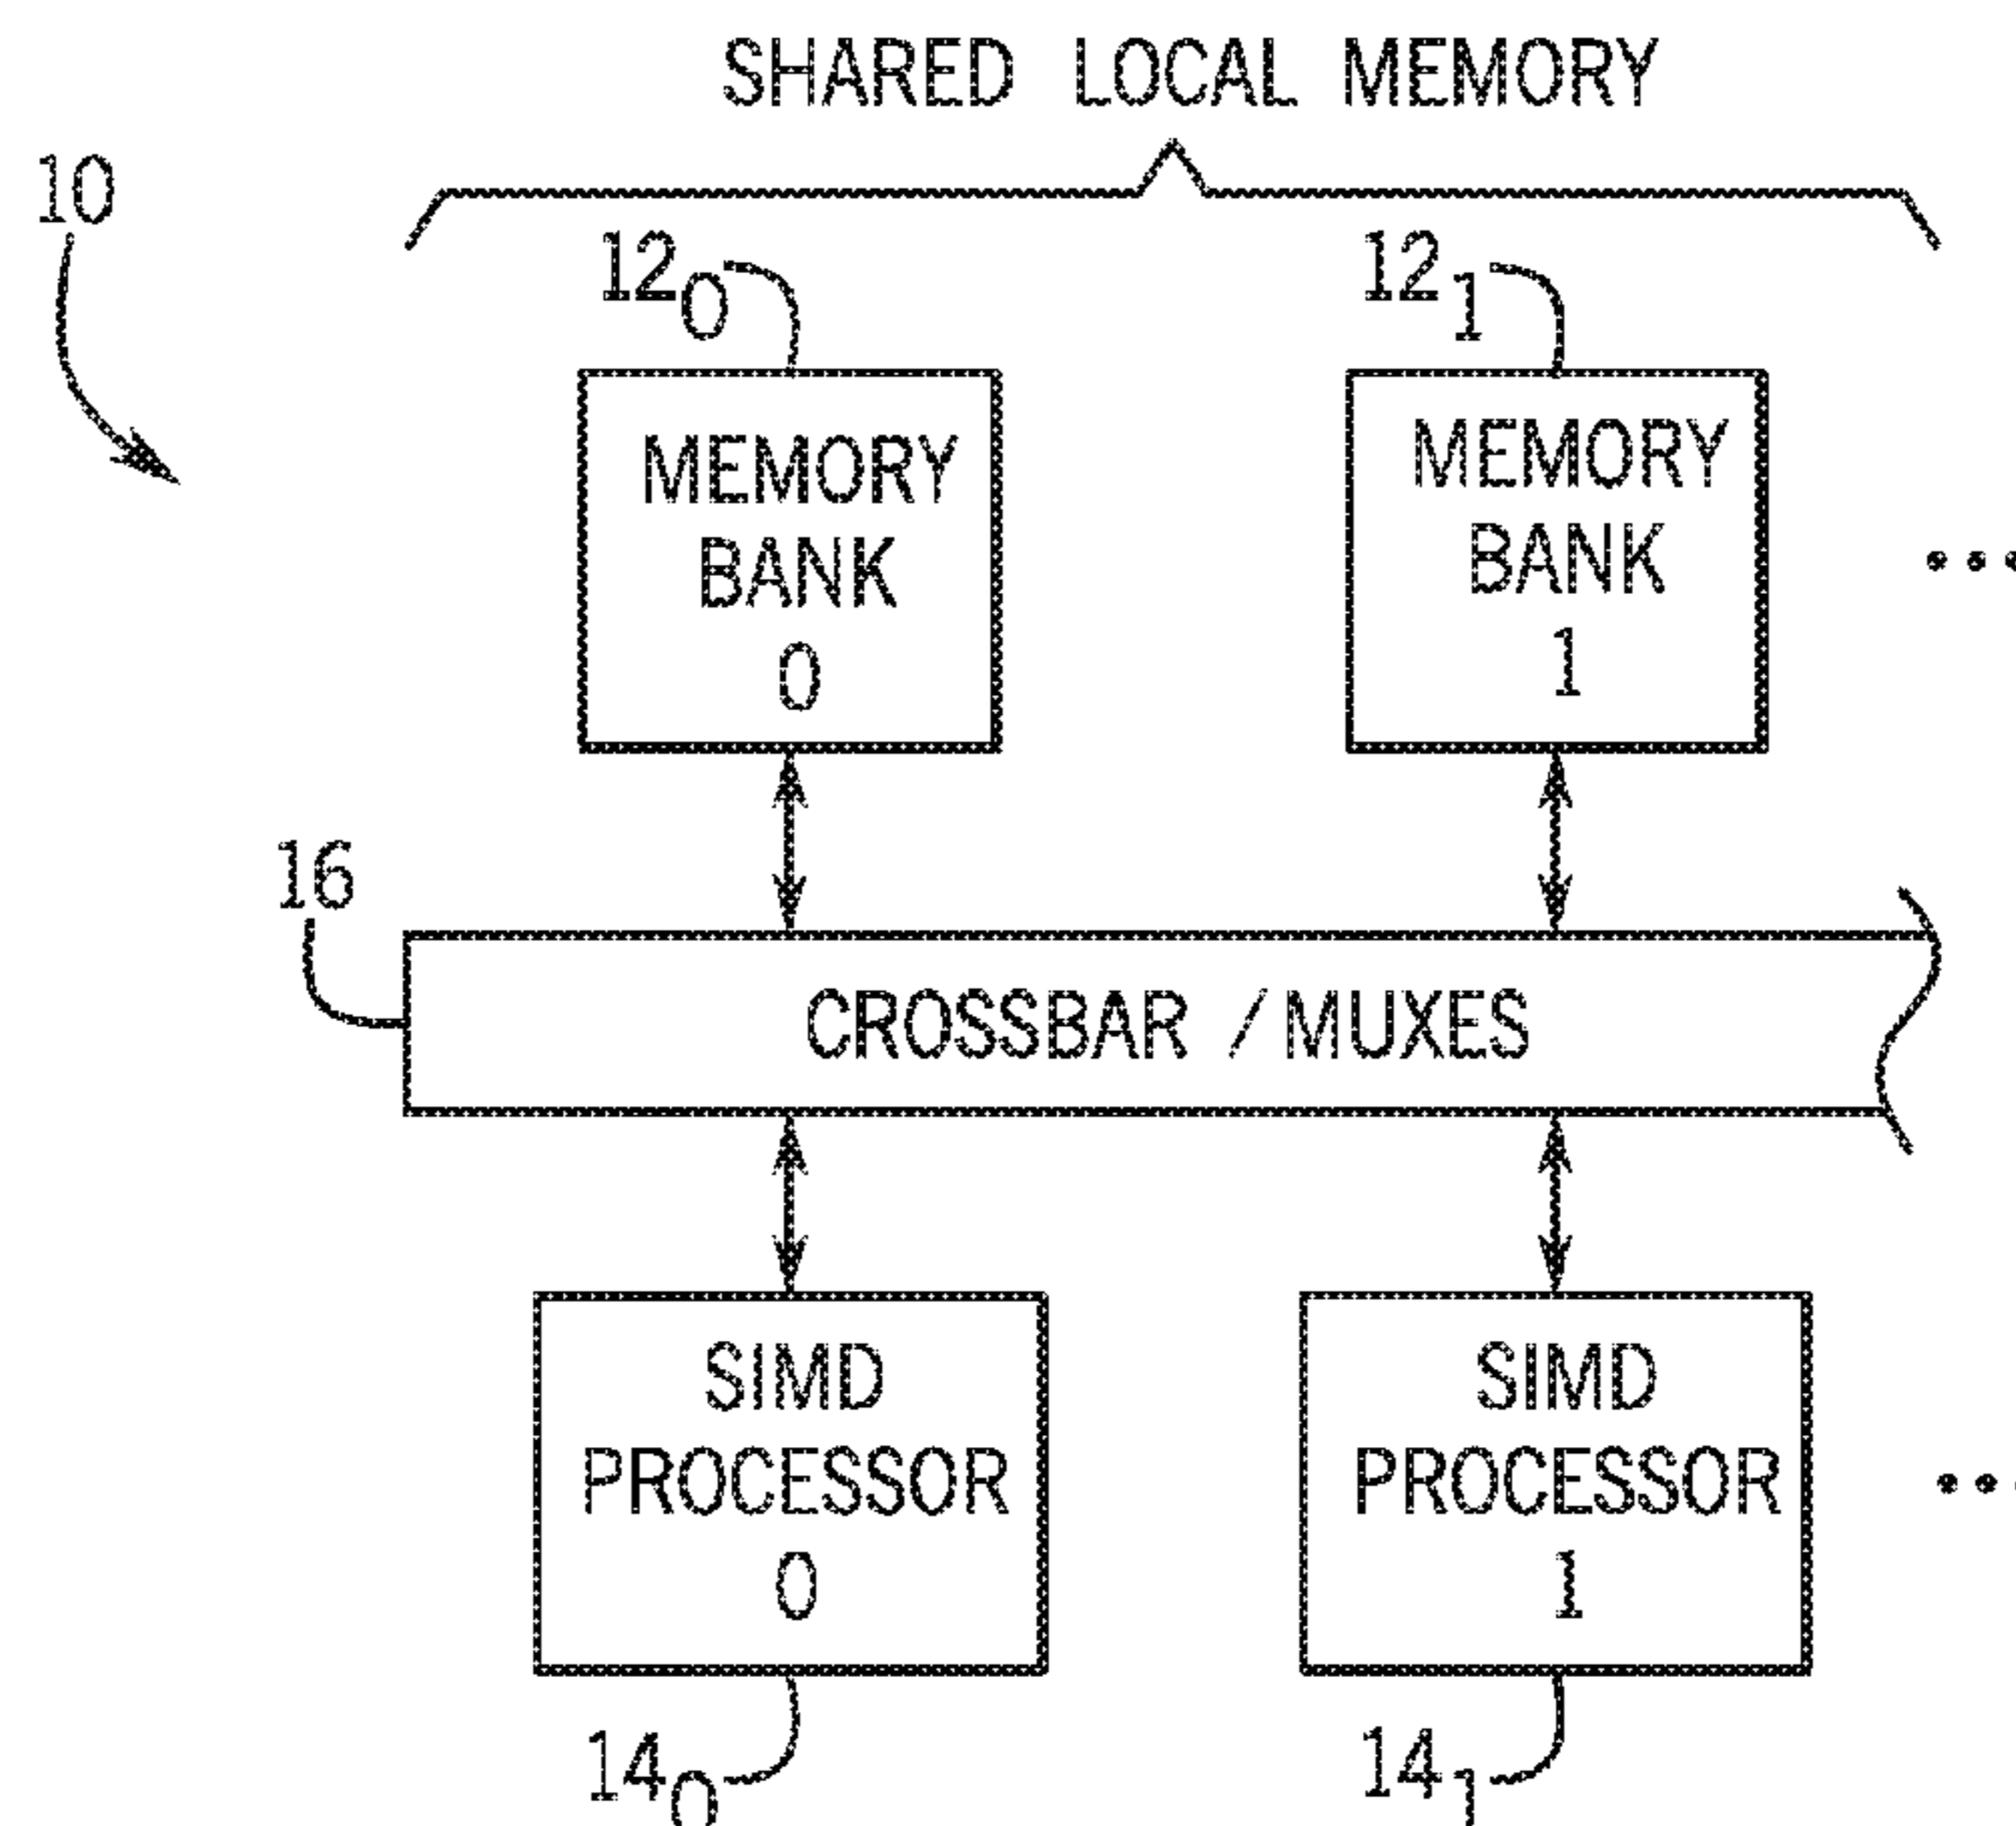 SHARED LOCAL MEMORY
10
12₀
12₁
MEMORY
BANK
0
MEMORY
BANK
1
...
16
CROSSBAR / MUXES
SIMD
PROCESSOR
0
SIMD
PROCESSOR
1
...
14₀
14₁